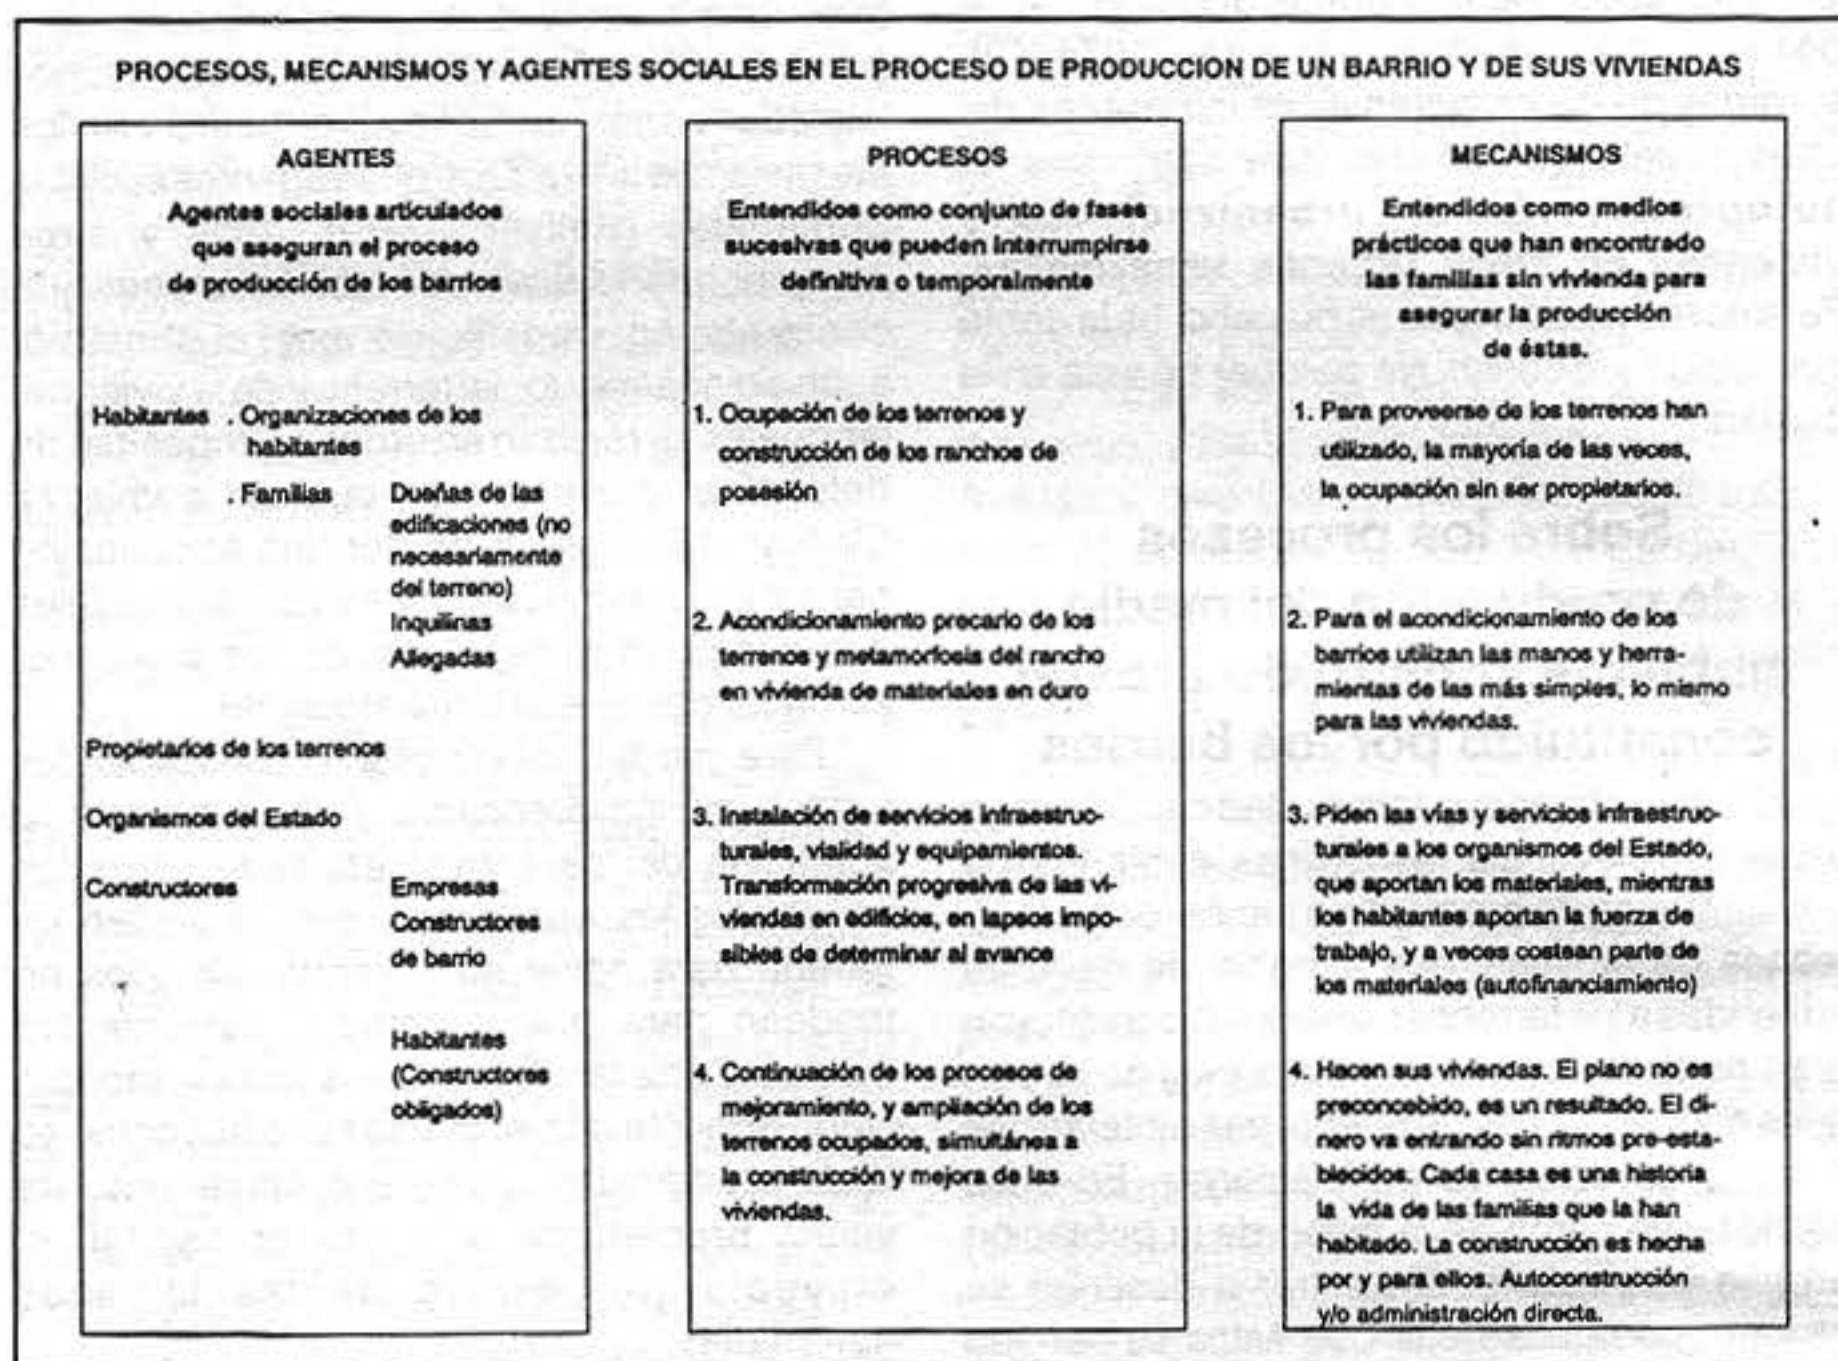 PROCESOS, MECANISMOS Y AGENTES SOCIALES EN EL PROCESO DE PRODUCCION DE UN BARRIO Y DE SUS VIVIENDAS
AGENTES
Agentes sociales articulados
que aseguran el proceso
de producción de los barrios
Habitantes . Organizaciones de los
habitantes
. Familias Dueñas de las
edificaciones (no
necesariamente
del terreno)
Inquilinas
Allegadas
Propietarios de los terrenos
Organismos del Estado
Constructores Empresas
Constructores
de barrio
Habitantes
(Constructores
obligados)
PROCESOS
Entendidos como conjunto de fases
sucesivas que pueden interrumpirse
definitiva o temporalmente
1. Ocupación de los terrenos y
construcción de los ranchos de
posesión
2. Acondicionamiento precario de los
terrenos y metamorfosis del rancho
en vivienda de materiales en duro
3. Instalación de servicios infraestruc-
turales, vialidad y equipamientos.
Transformación progresiva de las vi-
viendas en edificios, en lapsos impo-
sibles de determinar al avance
4. Continuación de los procesos de
mejoramiento, y ampliación de los
terrenos ocupados, simultánea a
la construcción y mejora de las
viviendas.
MECANISMOS
Entendidos como medios
prácticos que han encontrado
las familias sin vivienda para
asegurar la producción
de éstas.
1. Para proveerse de los terrenos han
utilizado, la mayoría de las veces,
la ocupación sin ser propietarios.
2. Para el acondicionamiento de los
barrios utilizan las manos y herra-
mientas de las más simples, lo mismo
para las viviendas.
3. Piden las vías y servicios infraestruc-
turales a los organismos del Estado,
que aportan los materiales, mientras
los habitantes aportan la fuerza de
trabajo, y a veces costean parte de
los materiales (autofinanciamiento)
4. Hacen sus viviendas. El plano no es
preconcebido, es un resultado. El di-
nero va entrando sin ritmos pre-esta-
blecidos. Cada casa es una historia
la vida de las familias que la han
habitado. La construcción es hecha
por y para ellos. Autoconstrucción
y/o administración directa.